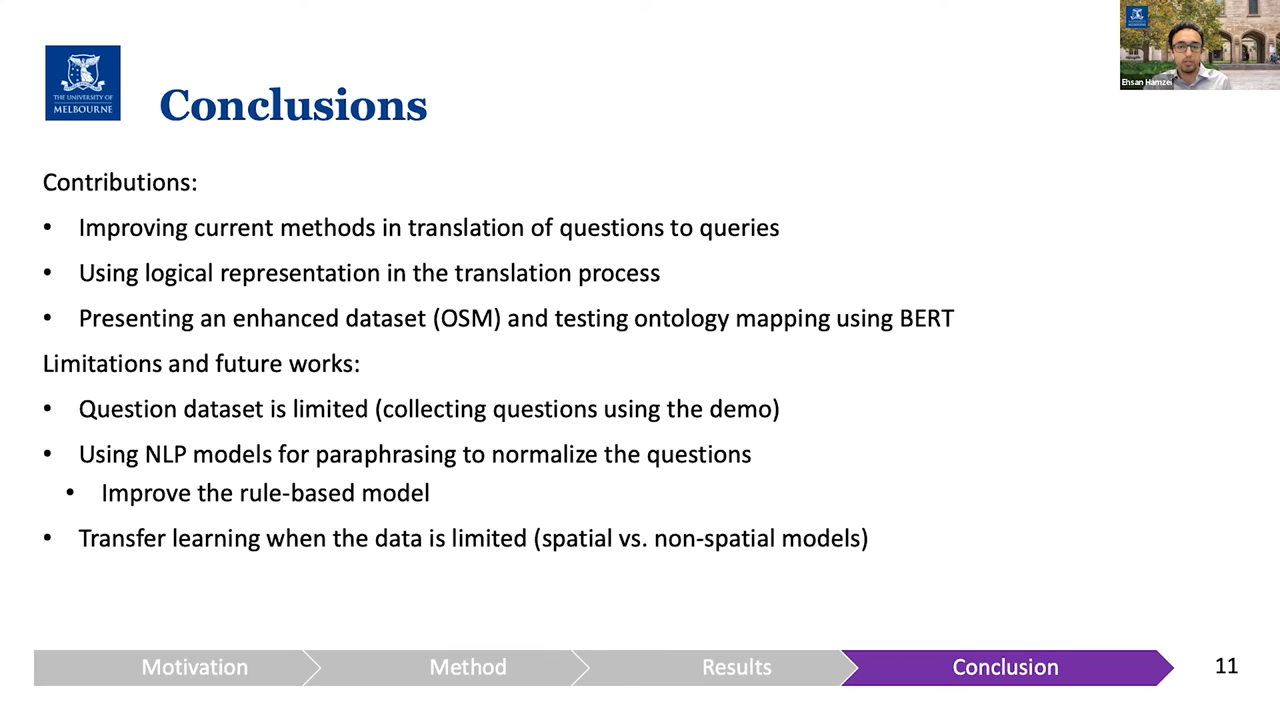 Ehsan Hamzei
THE UNIVERSITY OF
MELBOURNE
Conclusions
Contributions:
• Improving current methods in translation of questions to queries
• Using logical representation in the translation process
• Presenting an enhanced dataset (OSM) and testing ontology mapping using BERT
Limitations and future works:
• Question dataset is limited (collecting questions using the demo)
• Using NLP models for paraphrasing to normalize the questions
• Improve the rule-based model
• Transfer learning when the data is limited (spatial vs. non-spatial models)
Motivation
Method
Results
Conclusion
11